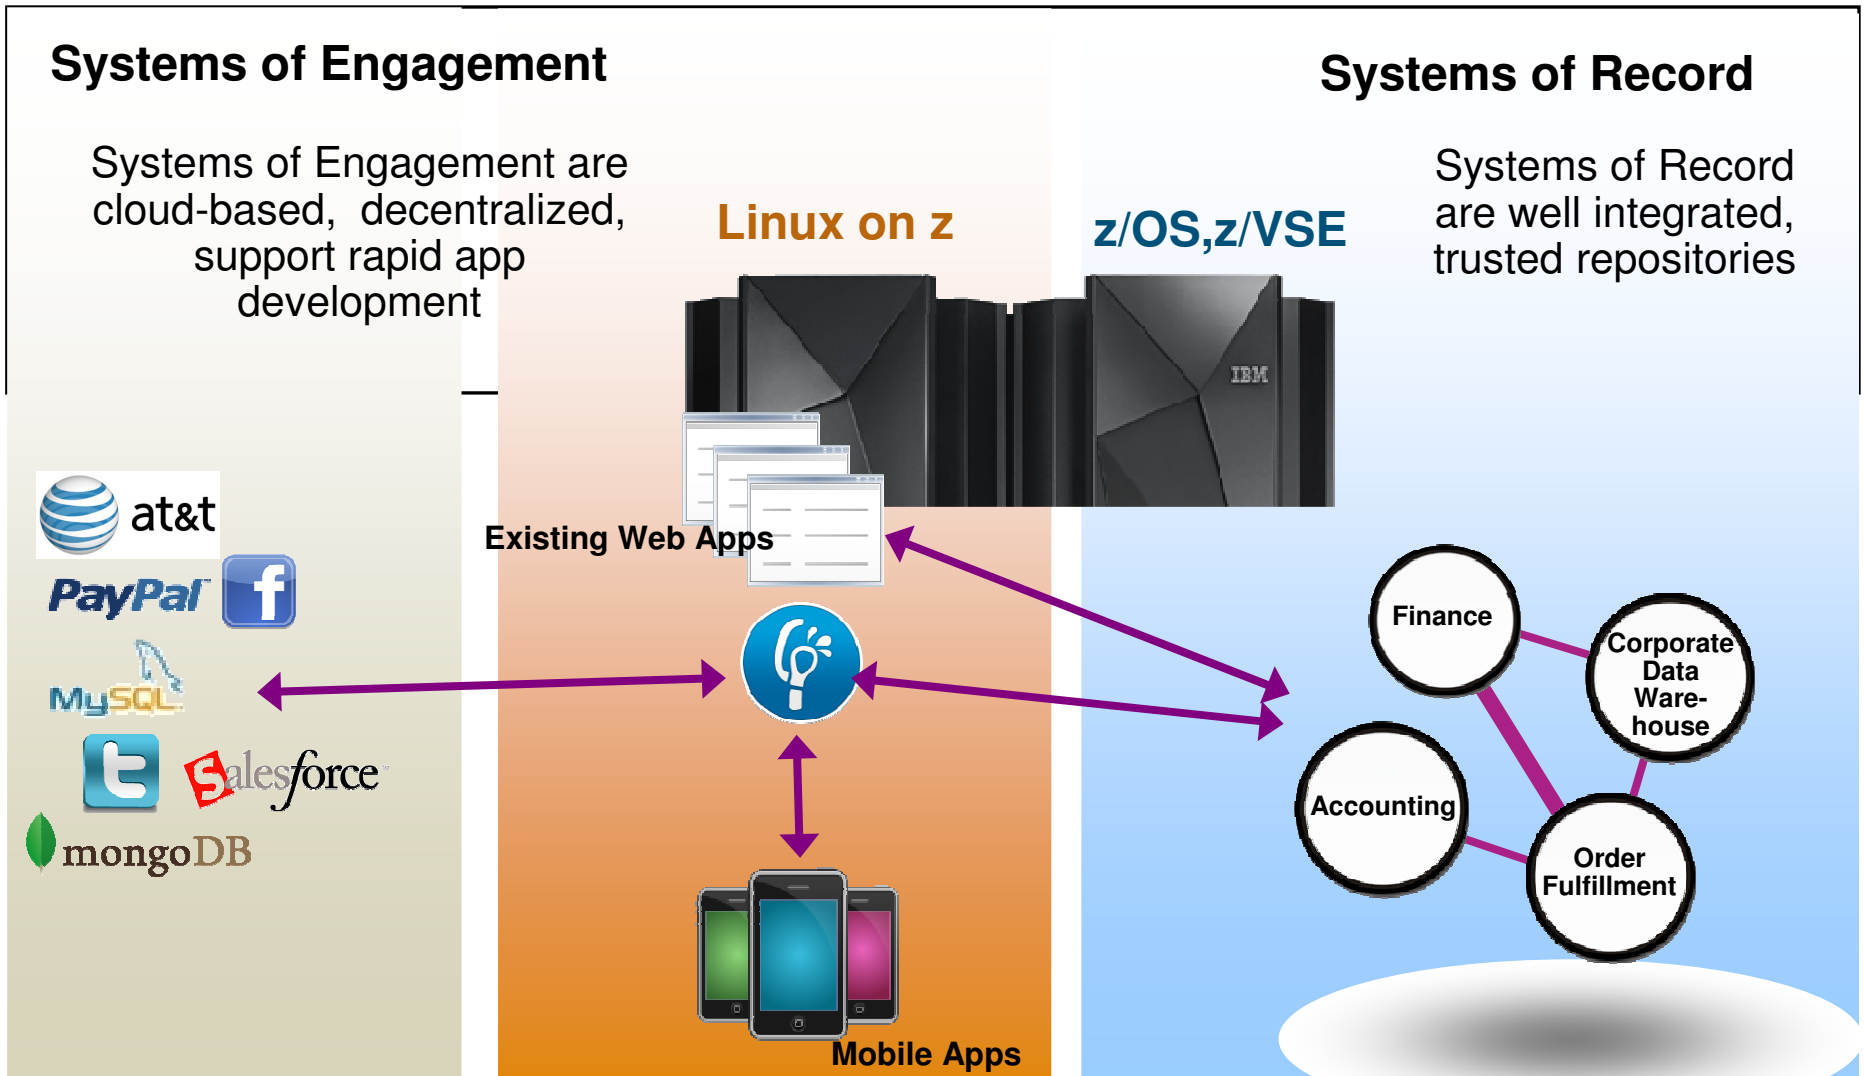 Systems of Engagement
Systems of Record
Systems of Engagement are
cloud-based, decentralized,
support rapid app
development
Systems of Record
are well integrated,
trusted repositories
Linux on z
z/OS,z/VSE
IBM
at&t
PayPal™
f
MySQL
t
salesforce™
mongoDB
Existing Web Apps
Mobile Apps
Finance
Corporate
Data
Ware-
house
Accounting
Order
Fulfillment